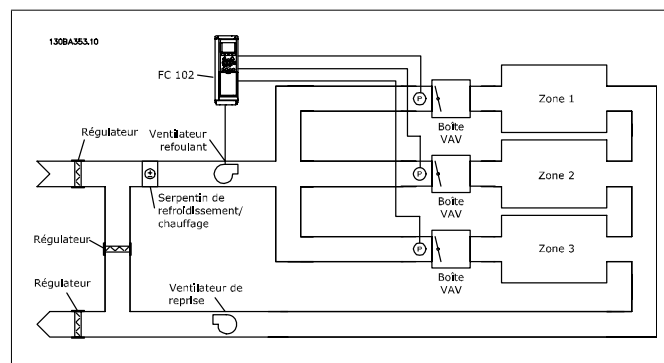 130BA353.10
FC 102
Régulateur
Ventilateur
refoulant
Serpentin de
refroidissement/
chauffage
Régulateur
Régulateur
Ventilateur de
reprise
P
Boîte
VAV
Zone 1
P
Boîte
VAV
Zone 2
P
Boîte
VAV
Zone 3